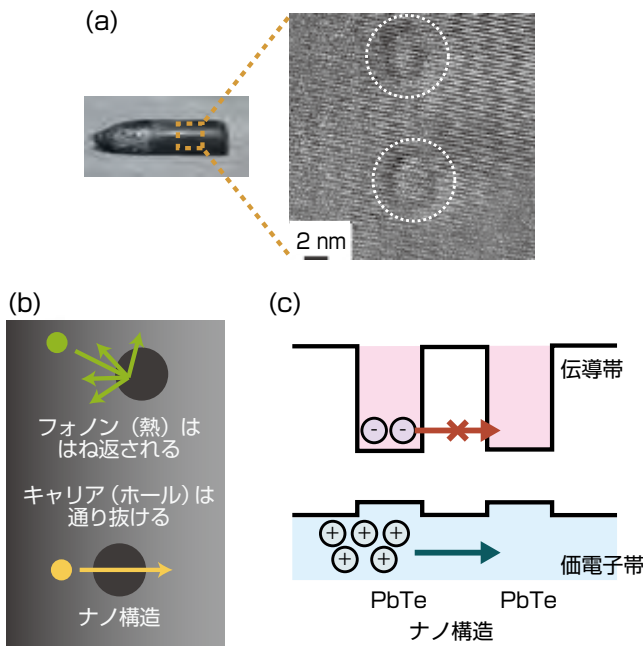 (a)
2 nm
(b)
フォノン（熱）は
はね返される
キャリア（ホール）は
通り抜ける
ナノ構造
(c)
伝導帯
- -
+ + +
+ +
価電子帯
PbTe PbTe
ナノ構造